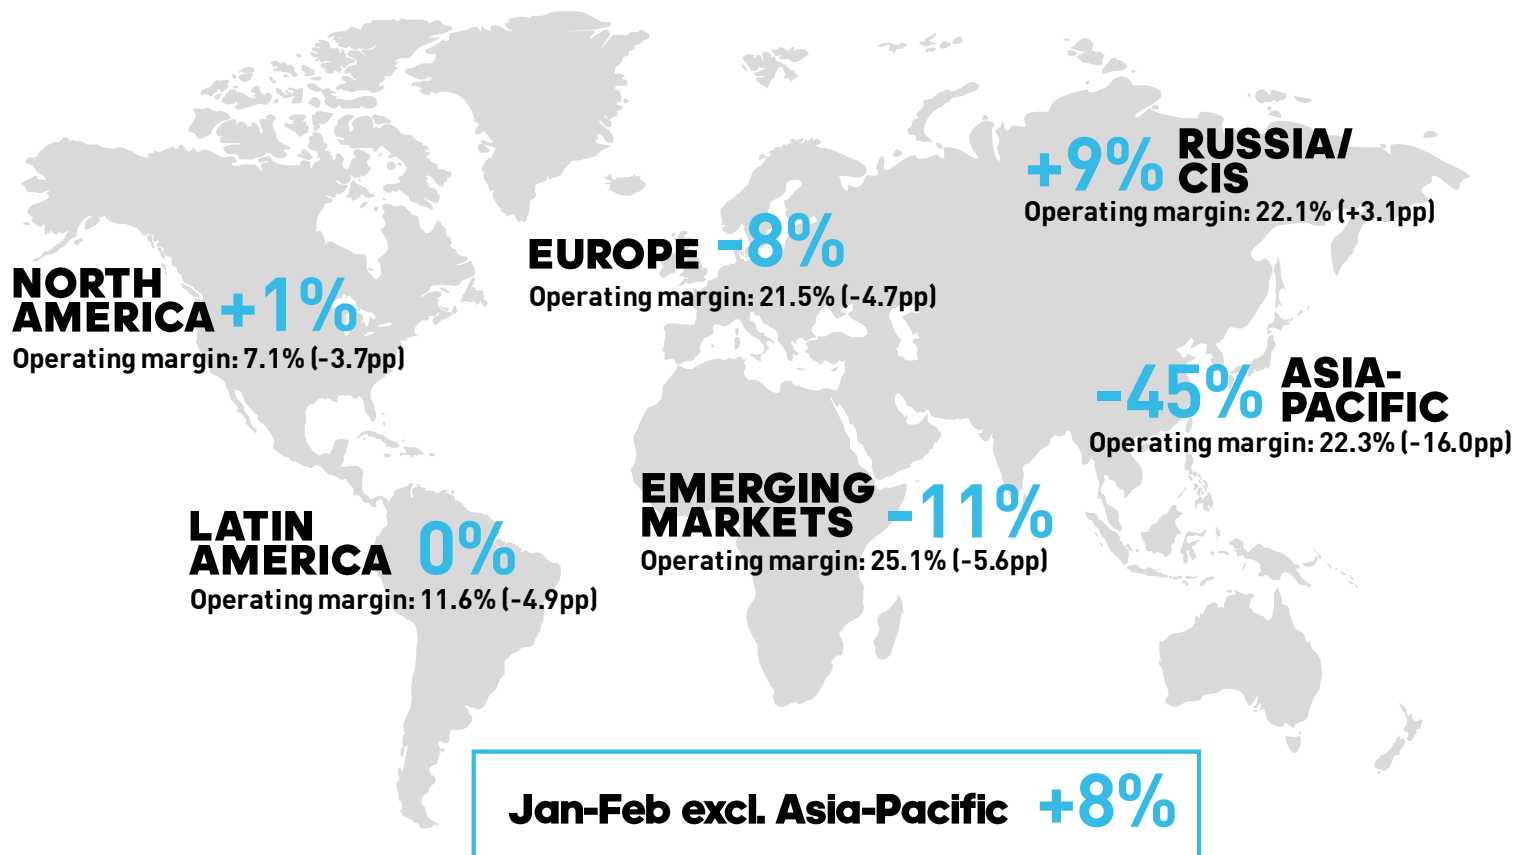 +9% RUSSIA/
CIS
Operating margin: 22.1% (+3.1pp)
EUROPE -8%
Operating margin: 21.5% (-4.7pp)
NORTH
AMERICA +1%
Operating margin: 7.1% (-3.7pp)
-45% ASIA-
PACIFIC
Operating margin: 22.3% (-16.0pp)
EMERGING
MARKETS -11%
Operating margin: 25.1% (-5.6pp)
LATIN
AMERICA 0%
Operating margin: 11.6% (-4.9pp)
Jan-Feb excl. Asia-Pacific +8%